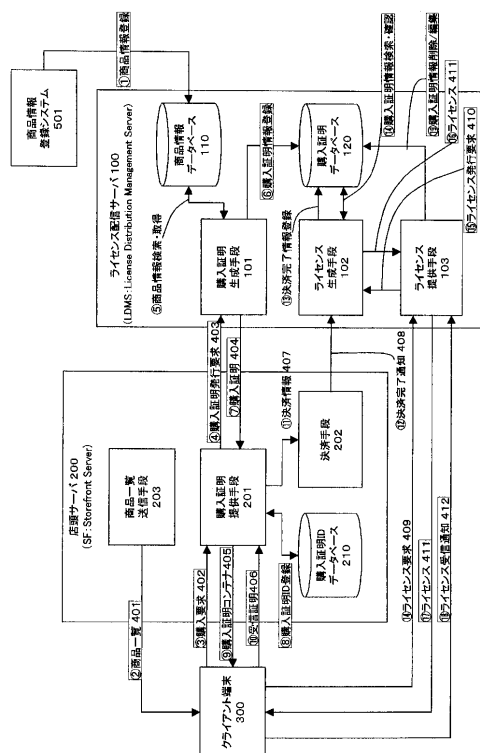 商品情報
登録システム
501
①商品情報登録
ライセンス配信サーバ 100
(LDMS:License Distribution Management Server)
商品情報
データベース
110
購入証明
データベース
120
⑤商品情報検索・取得
⑥購入証明情報登録
⑬決済完了情報登録
⑭購入証明情報検索・確認
⑲購入証明情報削除/編集
⑯ライセンス 411
⑮ライセンス発行要求 410
購入証明
生成手段
101
ライセンス
生成手段
102
ライセンス
提供手段
103
④購入証明発行要求 403
⑦購入証明 404
⑪決済情報 407
⑫決済完了通知 408
店頭サーバ 200
(SF:Storefront Server)
商品一覧
送信手段
203
購入証明
提供手段
201
決済手段
202
購入証明ID
データベース
210
②商品一覧 401
③購入要求 402
⑨購入証明コンテナ405
⑩受信証明406
⑧購入証明ID登録
⑭ライセンス要求 409
⑰ライセンス 411
⑱ライセンス受信通知 412
クライアント端末
300